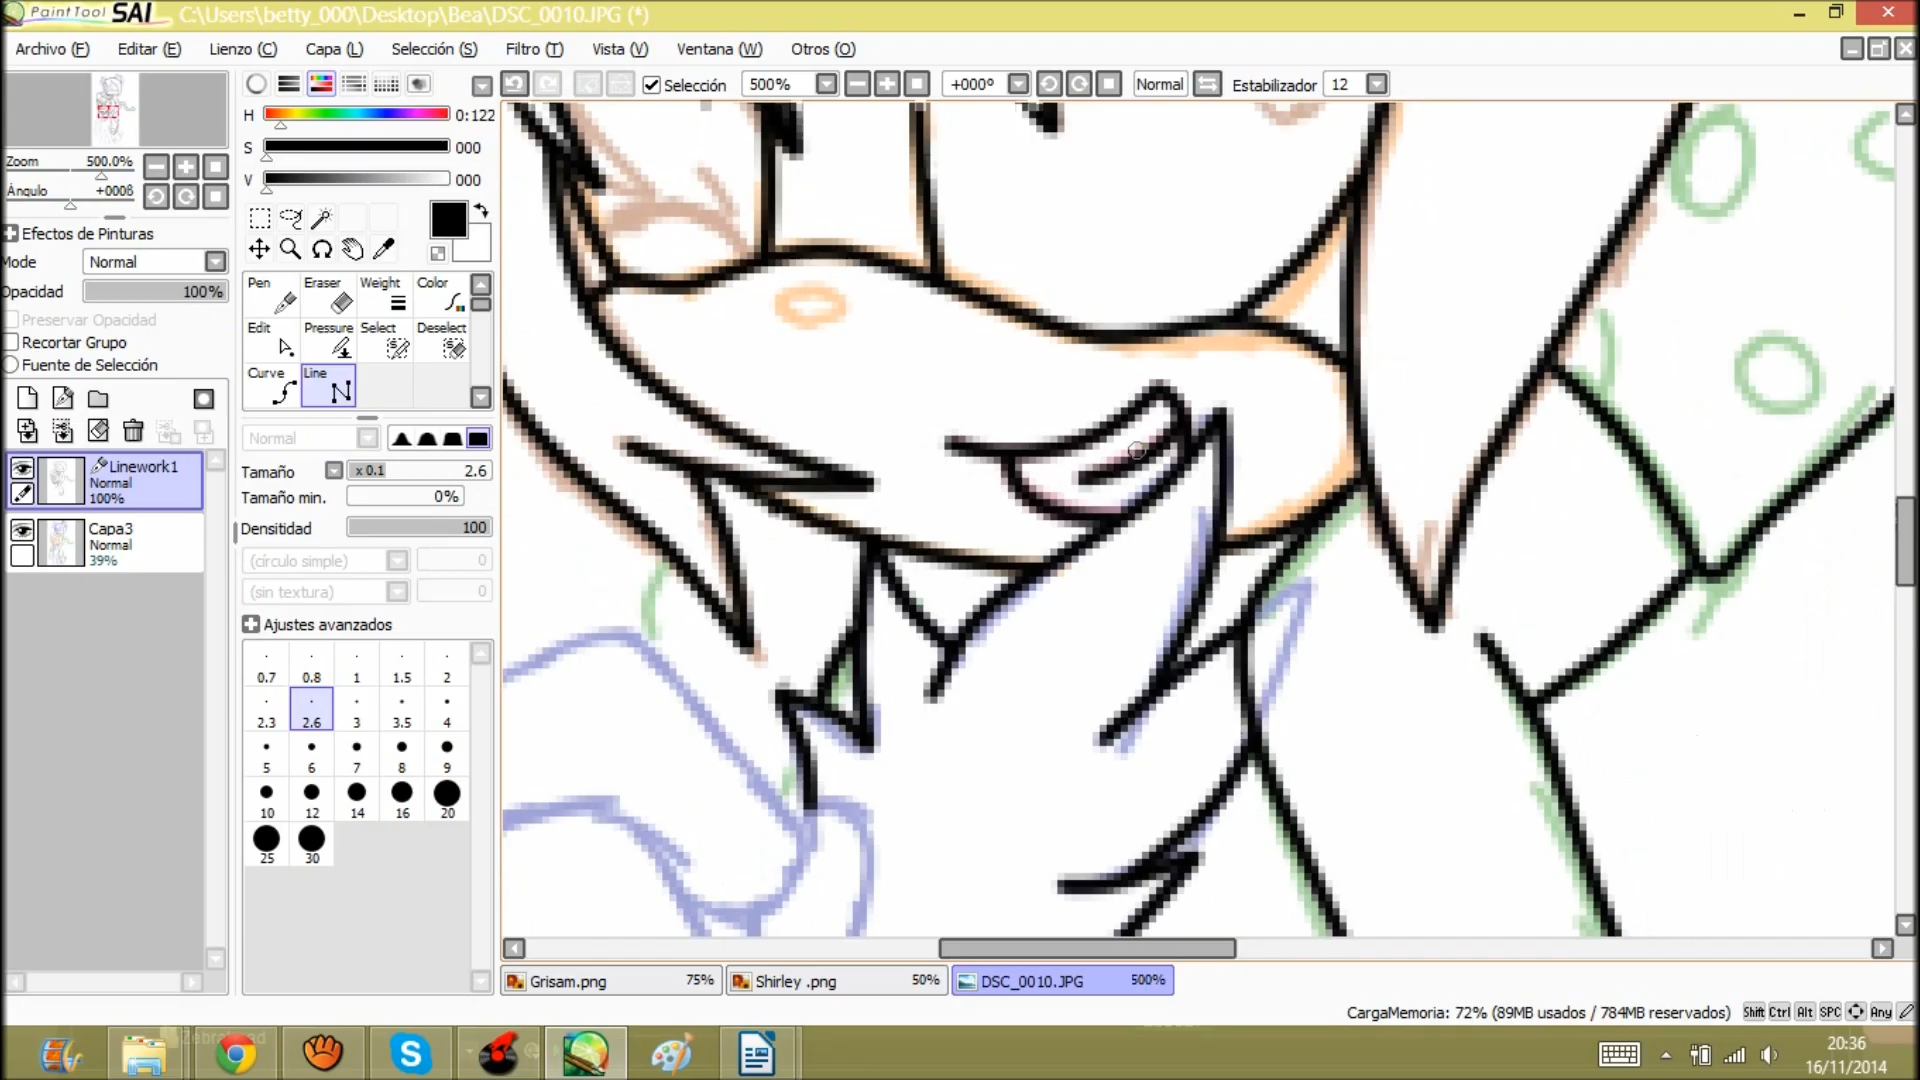 PaintTool SAI C:\Users\betty_000\Desktop\Bea\DSC_0010.JPG (*)
Archivo (F) Editar (E) Lienzo (C) Capa (L) Selección (S) Filtro (T) Vista (V) Ventana (W) Otros (O)
Selección 500% +000º Normal Estabilizador 12
H 0:122
S 000
V 000
Zoom 500.0%
Ángulo +000ß
Efectos de Pinturas
Mode Normal
Opacidad 100%
Preservar Opacidad
Recortar Grupo
Fuente de Selección
Linework1
Normal
100%
Capa3
Normal
39%
Pen Eraser Weight Color
Edit Pressure Select Deselect
Curve Line
Normal
Tamaño x 0.1 2.6
Tamaño min. 0%
Densitidad 100
(círculo simple) 0
(sin textura) 0
Ajustes avanzados
0.7 0.8 1 1.5 2
2.3 2.6 3 3.5 4
5 6 7 8 9
10 12 14 16 20
25 30
Grisam.png 75% Shirley .png 50% DSC_0010.JPG 500%
CargaMemoria: 72% (89MB usados / 784MB reservados) Shift Ctrl Alt SPC Any
20:36
16/11/2014